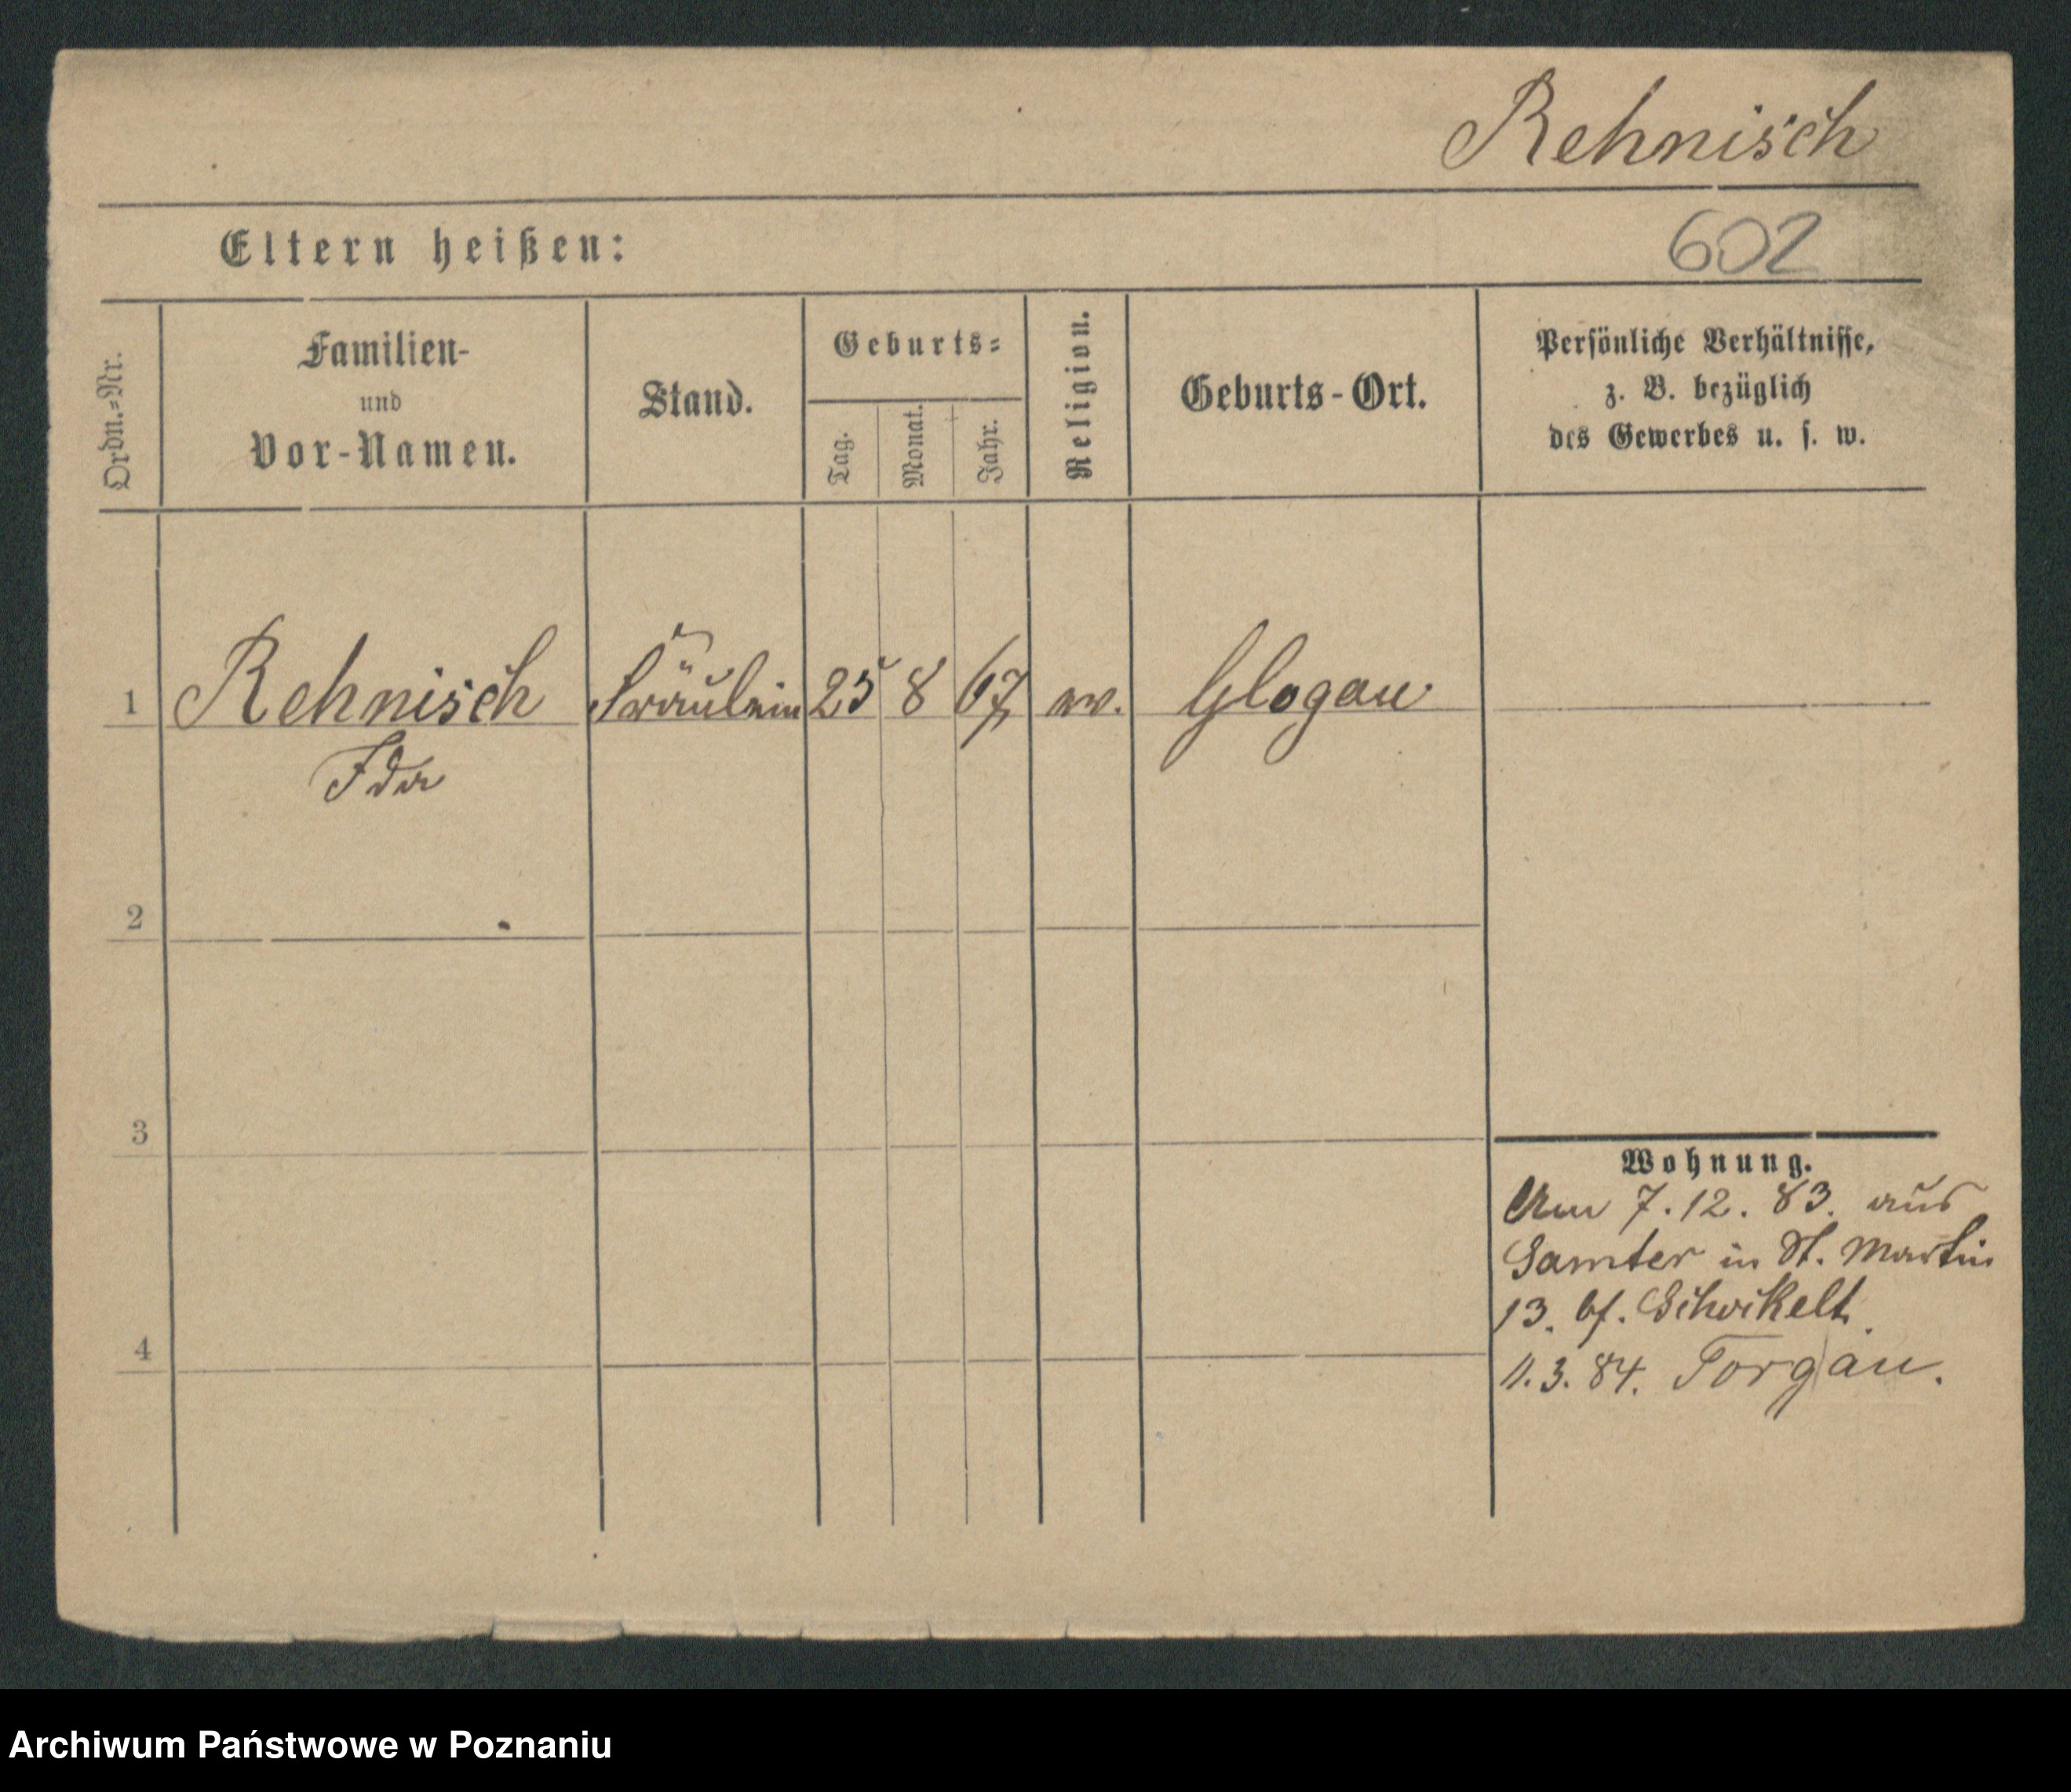 Rehnisch
Eltern heißen:
602
Ordn.=Nr.
Familien-
und
Vor-Namen.
Stand.
Geburts=
Tag.
Monat.
Jahr.
Religion.
Geburts-Ort.
Persönliche Verhältnisse,
z. B. bezüglich
des Gewerbes u. s. w.
1 Rehnisch Fräulein 25 8 67 ev. Glogau
Ida
2
3
4
Wohnung.
Am 7.12.83. aus
Samter in St. Martin
13. bf.
11.3.84. Torgau.
Archiwum Państwowe w Poznaniu